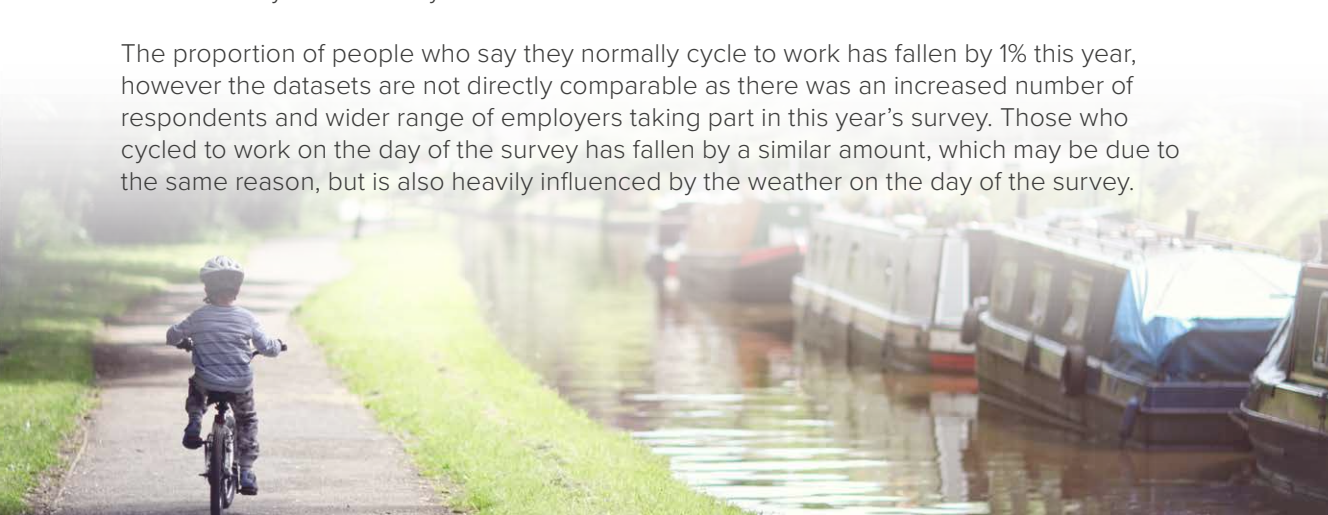 The proportion of people who say they normally cycle to work has fallen by 1% this year,
however the datasets are not directly comparable as there was an increased number of
respondents and wider range of employers taking part in this year’s survey. Those who
cycled to work on the day of the survey has fallen by a similar amount, which may be due to
the same reason, but is also heavily influenced by the weather on the day of the survey.